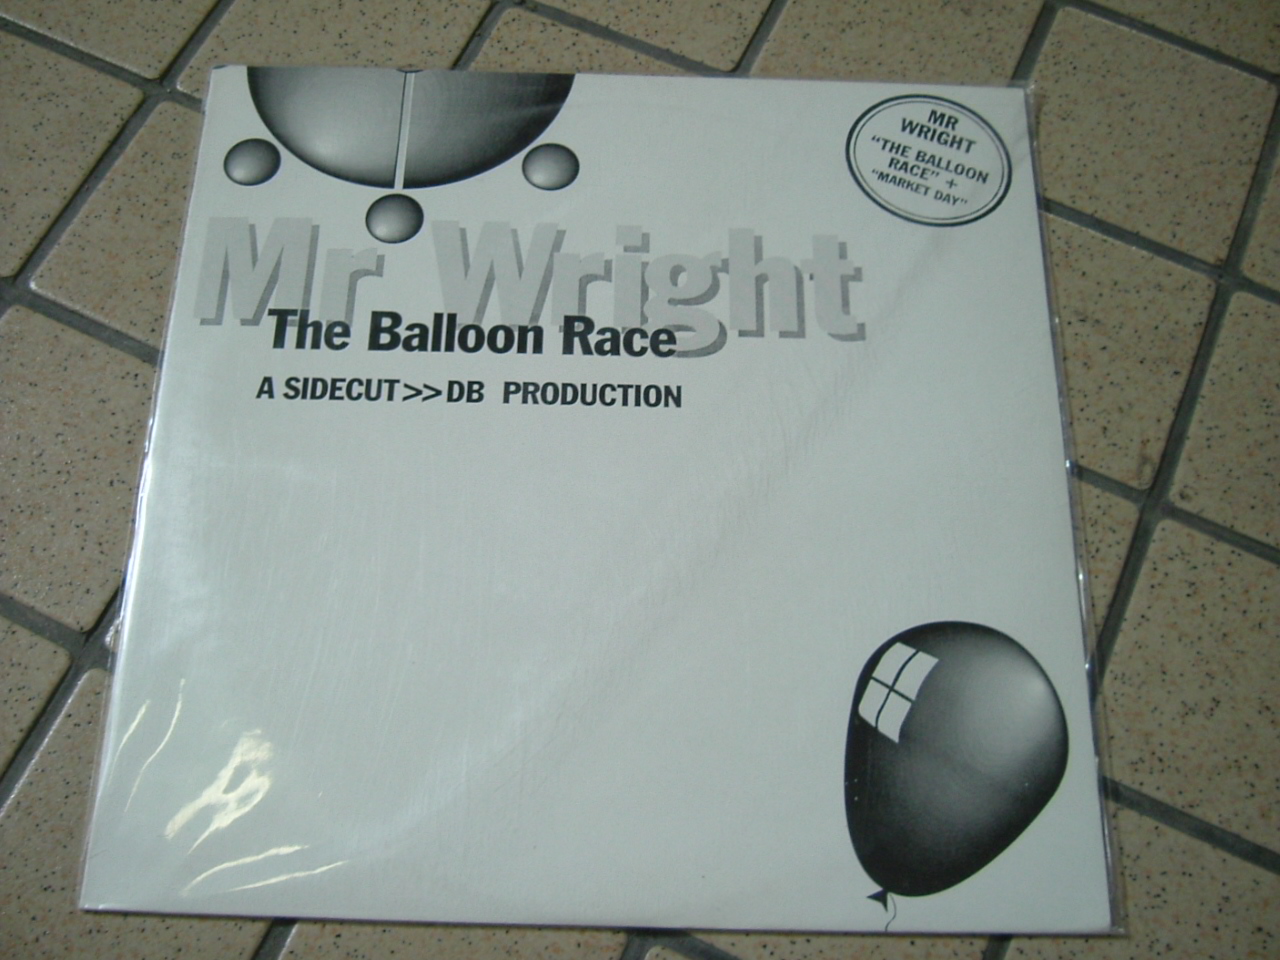 Mr Wright
The Balloon Race
A SIDECUT>>DB PRODUCTION
MR
WRIGHT
"THE BALLOON
RACE" +
"MARKET DAY"